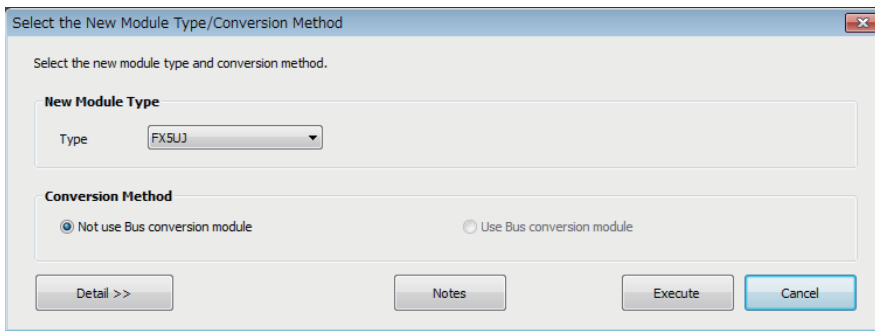 Select the New Module Type/Conversion Method
Select the new module type and conversion method.
New Module Type
Type FX5UJ
Conversion Method
Not use Bus conversion module Use Bus conversion module
Detail >> Notes Execute Cancel